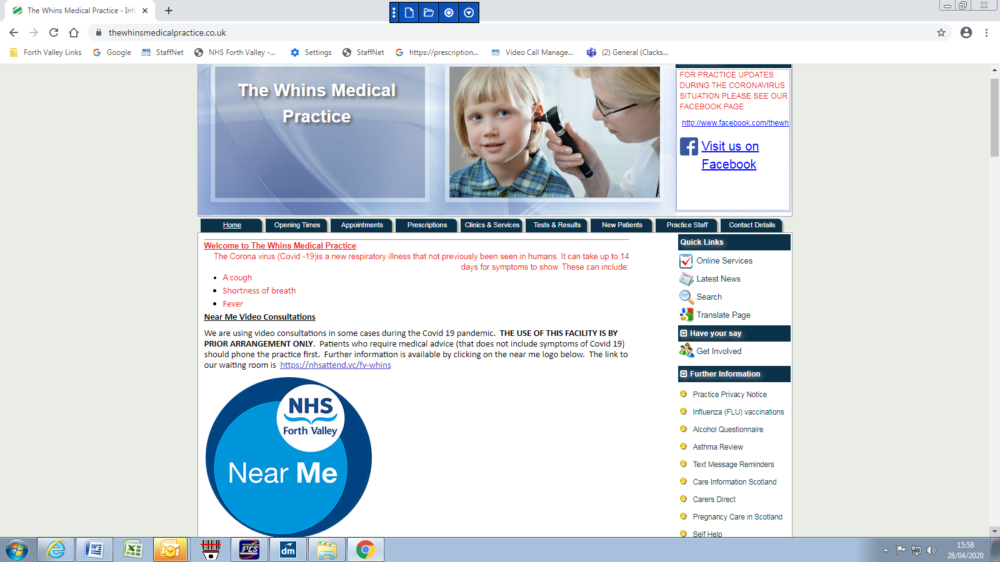 The Whins Medical Practice - Info
thewhinsmedicalpractice.co.uk
Forth Valley Links
Google
StaffNet
NHS Forth Valley -...
Settings
StaffNet
https://prescription...
Video Call Manage...
(2) General (Clacks...
The Whins Medical
Practice
FOR PRACTICE UPDATES
DURING THE CORONAVIRUS
SITUATION PLEASE SEE OUR
FACEBOOK PAGE
http://www.facebook.com/thewh
Visit us on
Facebook
Home
Opening Times
Appointments
Prescriptions
Clinics & Services
Tests & Results
New Patients
Practice Staff
Contact Details
Welcome to The Whins Medical Practice
The Corona virus (Covid -19)is a new respiratory illness that not previously been seen in humans. It can take up to 14
days for symptoms to show. These can include:
A cough
Shortness of breath
Fever
Near Me Video Consultations
We are using video consultations in some cases during the Covid 19 pandemic.  THE USE OF THIS FACILITY IS BY
PRIOR ARRANGEMENT ONLY.  Patients who require medical advice (that does not include symptoms of Covid 19)
should phone the practice first.  Further information is available by clicking on the near me logo below.  The link to
our waiting room is  https://nhsattend.vc/fv-whins
NHS
Forth Valley
Near Me
Quick Links
Online Services
Latest News
Search
Translate Page
Have your say
Get Involved
Further Information
Practice Privacy Notice
Influenza (FLU) vaccinations
Alcohol Questionnaire
Asthma Review
Text Message Reminders
Care Information Scotland
Carers Direct
Pregnancy Care in Scotland
Self Help
PCS
dm
15:58
28/04/2020